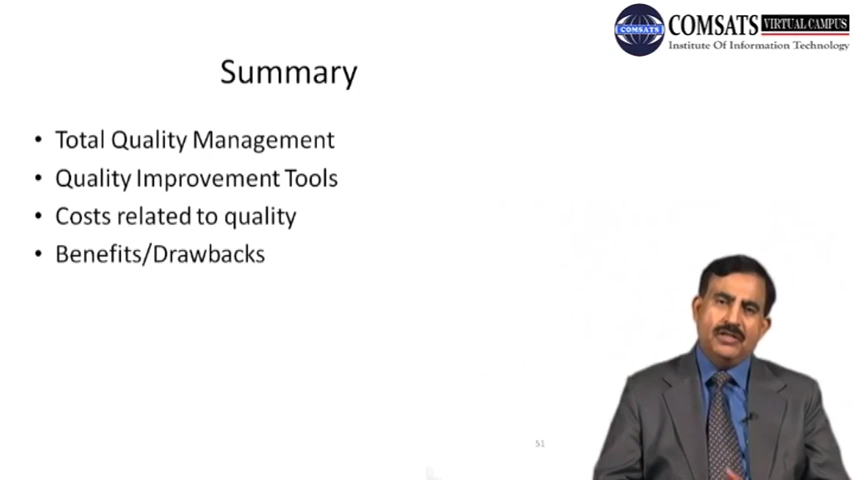 COMSATS VIRTUAL CAMPUS
COMSATS
Institute Of Information Technology
Summary
• Total Quality Management
• Quality Improvement Tools
• Costs related to quality
• Benefits/Drawbacks
51